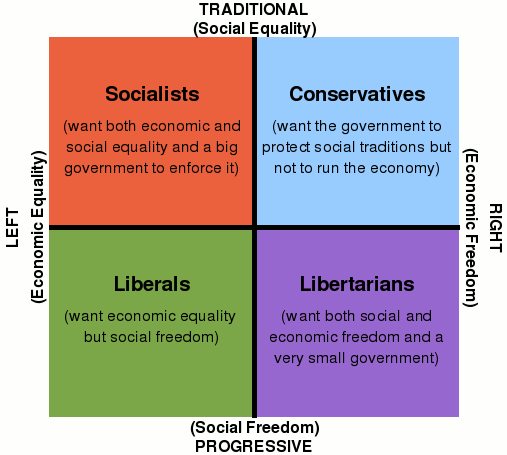 TRADITIONAL
(Social Equality)
Socialists
(want both economic and
social equality and a big
government to enforce it)
Conservatives
(want the government to
protect social traditions but
not to run the economy)
LEFT
(Economic Equality)
(Economic Freedom)
RIGHT
Liberals
(want economic equality
but social freedom)
Libertarians
(want both social and
economic freedom and a
very small government)
(Social Freedom)
PROGRESSIVE